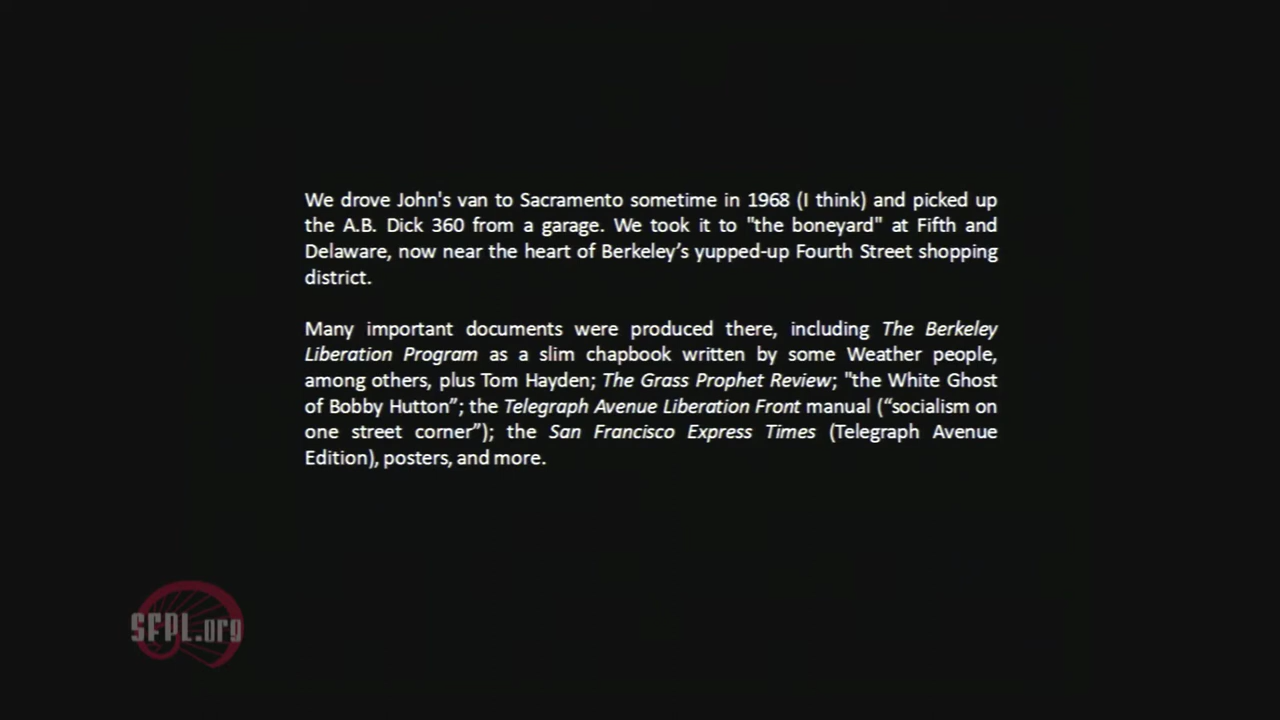 We drove John's van to Sacramento sometime in 1968 (I think) and picked up
the A.B. Dick 360 from a garage. We took it to "the boneyard" at Fifth and
Delaware, now near the heart of Berkeley’s yupped-up Fourth Street shopping
district.
Many important documents were produced there, including The Berkeley
Liberation Program as a slim chapbook written by some Weather people,
among others, plus Tom Hayden; The Grass Prophet Review; "the White Ghost
of Bobby Hutton”; the Telegraph Avenue Liberation Front manual (“socialism on
one street corner”); the San Francisco Express Times (Telegraph Avenue
Edition), posters, and more.
SFPL.org